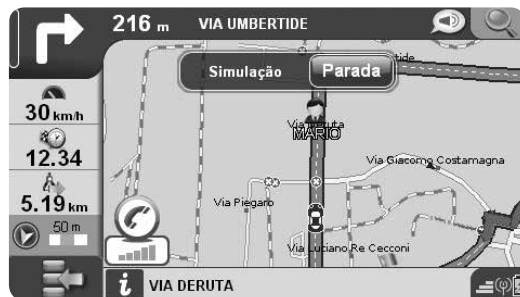 216 m VIA UMBERTIDE
Simulação Parada
tide
30 km/h
Via Deruta
MARIO
12.34
Via Giacomo Costamagna
5.19 km
Via Piegaro
50 m
Via Luciano Re Cecconi
i VIA DERUTA